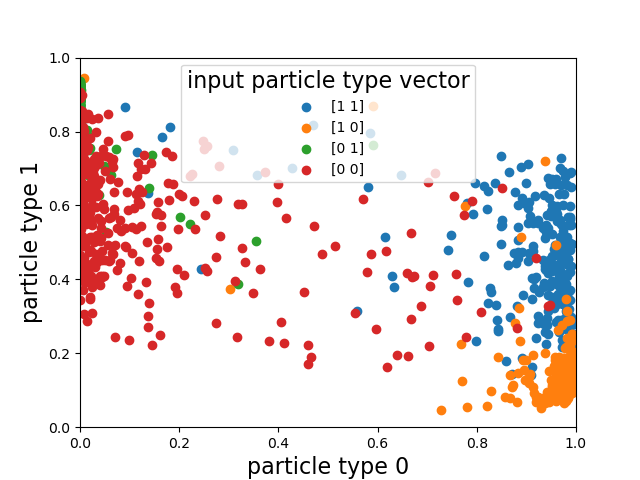 1.0
0.8
0.6
0.4
0.2
0.0
particle type 1
input particle type vector
[1 1]
[1 0]
[0 1]
[0 0]
0.0 0.2 0.4 0.6 0.8 1.0
particle type 0